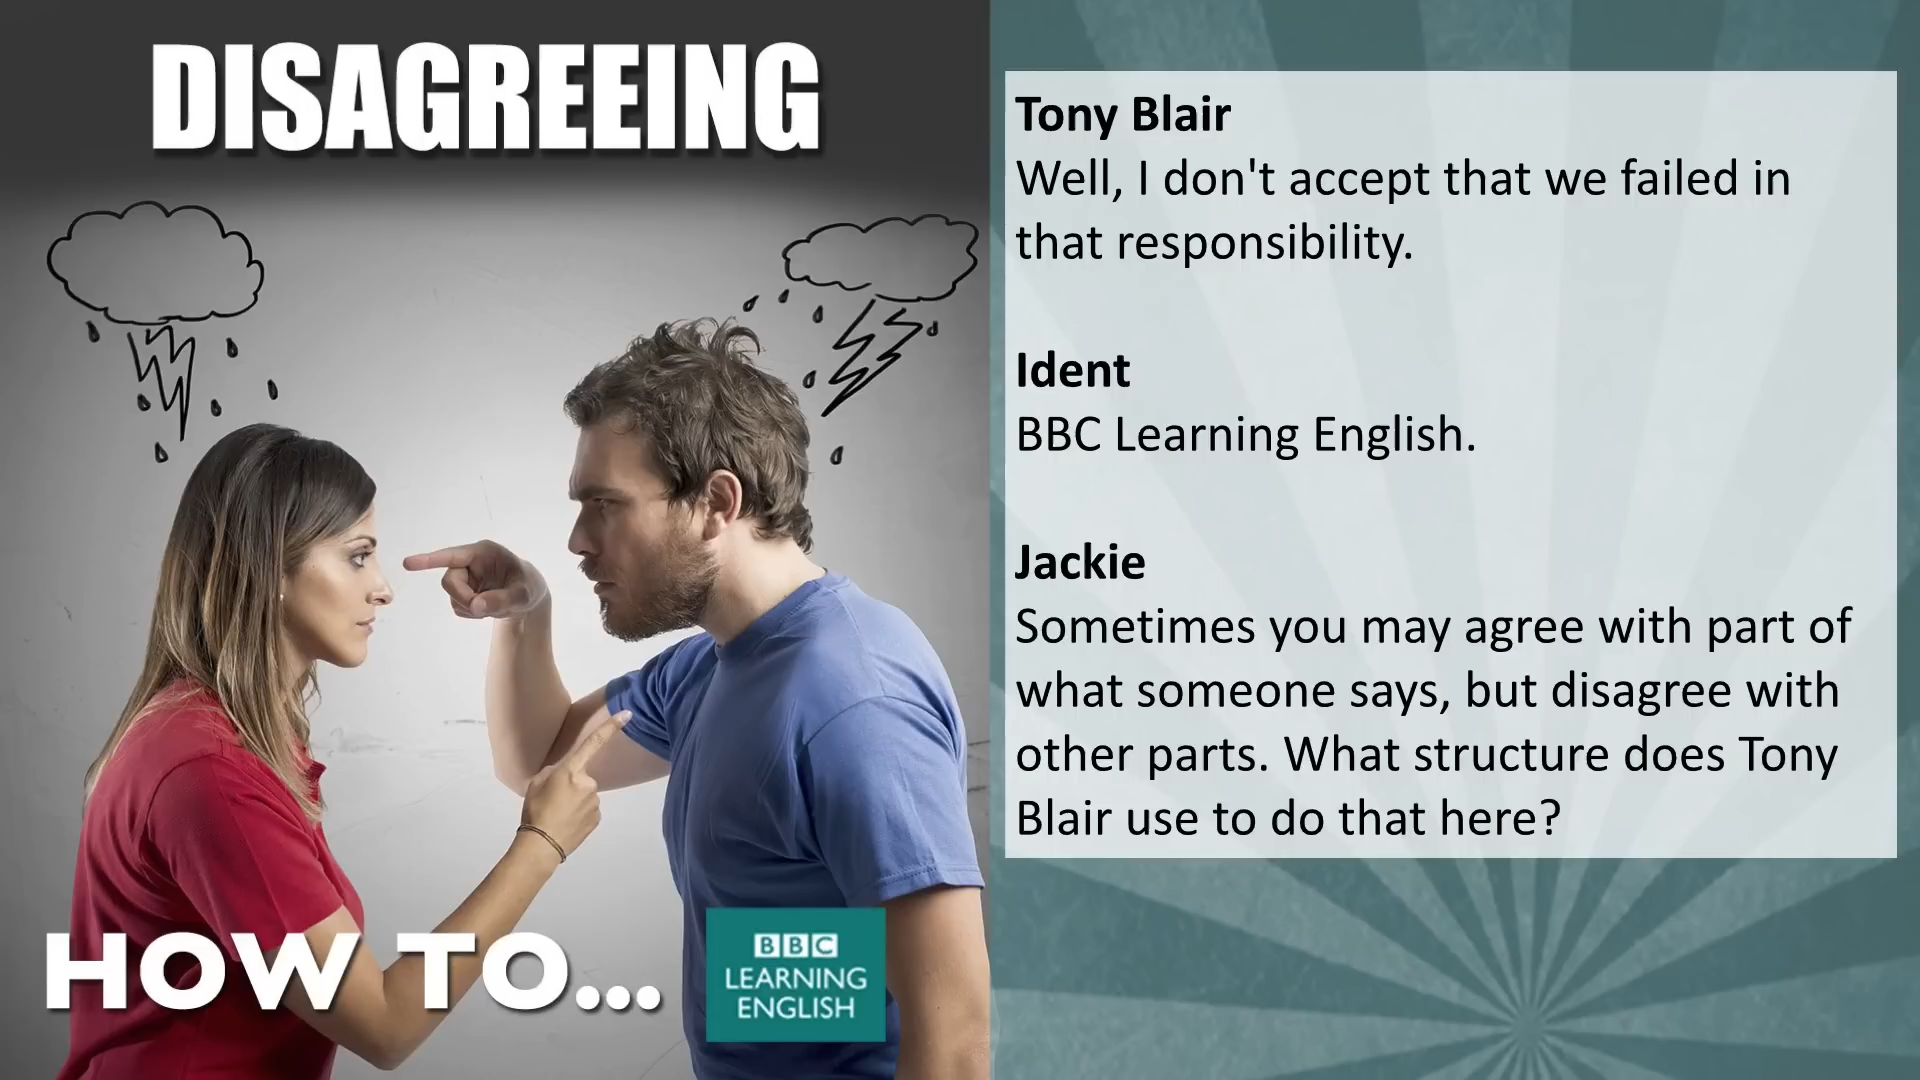 DISAGREEING
HOW TO...
BBC
LEARNING
ENGLISH
Tony Blair
Well, I don't accept that we failed in
that responsibility.
Ident
BBC Learning English.
Jackie
Sometimes you may agree with part of
what someone says, but disagree with
other parts. What structure does Tony
Blair use to do that here?